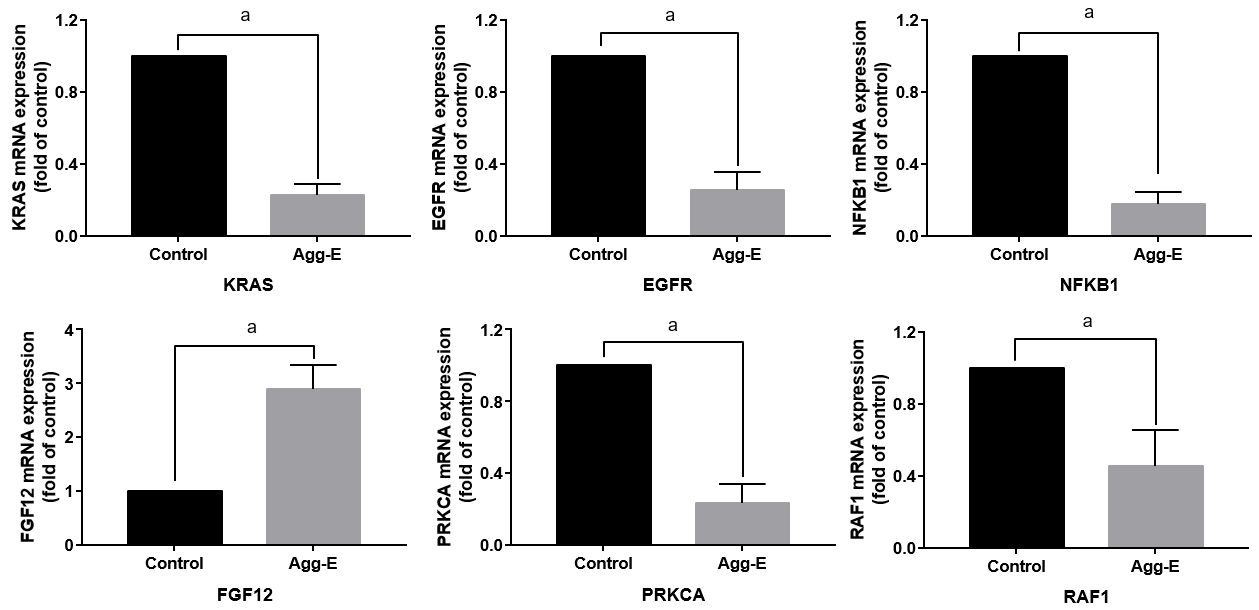 KRAS mRNA expression
(fold of control)
1.2
0.8
0.4
0.0
a
Control
Agg-E
KRAS
EGFR mRNA expression
(fold of control)
1.2
0.8
0.4
0.0
a
Control
Agg-E
EGFR
NFKB1 mRNA expression
(fold of control)
1.2
0.8
0.4
0.0
a
Control
Agg-E
NFKB1
FGF12 mRNA expression
(fold of control)
4
3
2
1
0
a
Control
Agg-E
FGF12
PRKCA mRNA expression
(fold of control)
1.2
0.8
0.4
0.0
a
Control
Agg-E
PRKCA
RAF1 mRNA expression
(fold of control)
1.2
0.8
0.4
0.0
a
Control
Agg-E
RAF1